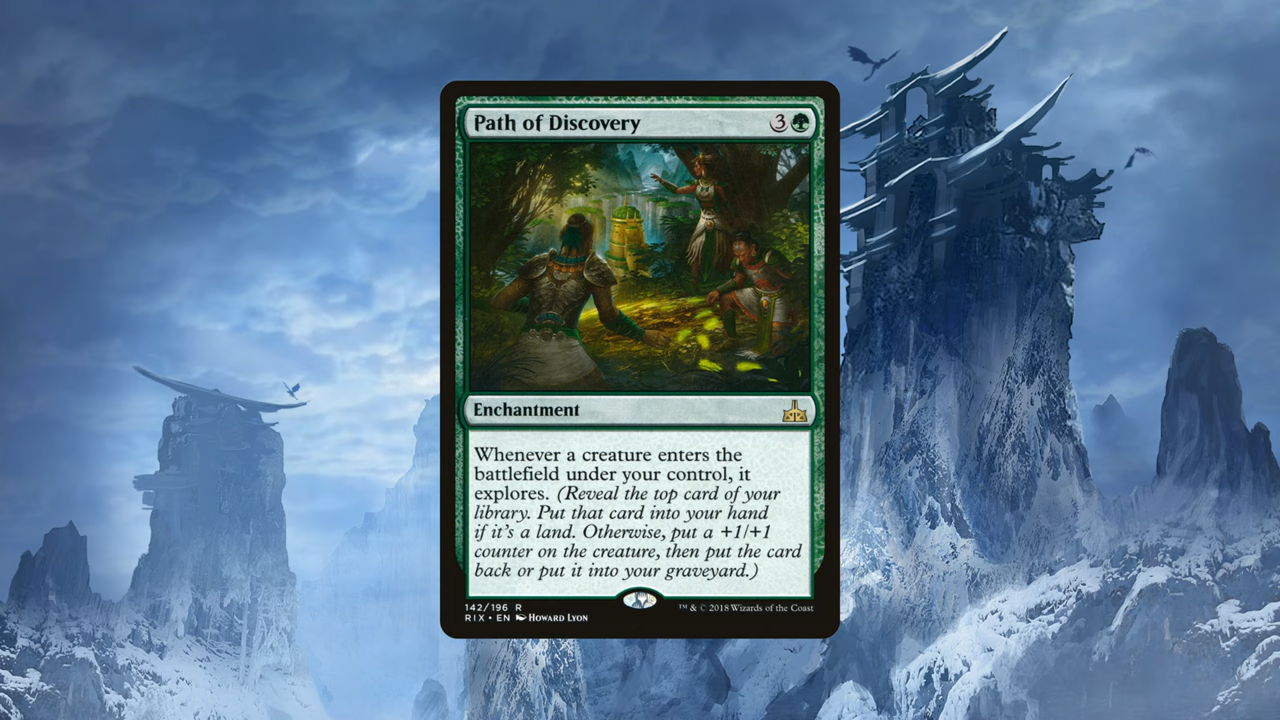 Path of Discovery 3
Enchantment
Whenever a creature enters the
battlefield under your control, it
explores. (Reveal the top card of your
library. Put that card into your hand
if it's a land. Otherwise, put a +1/+1
counter on the creature, then put the card
back or put it into your graveyard.)
142/196 R
RIX • EN Howard Lyon
™ & © 2018 Wizards of the Coast